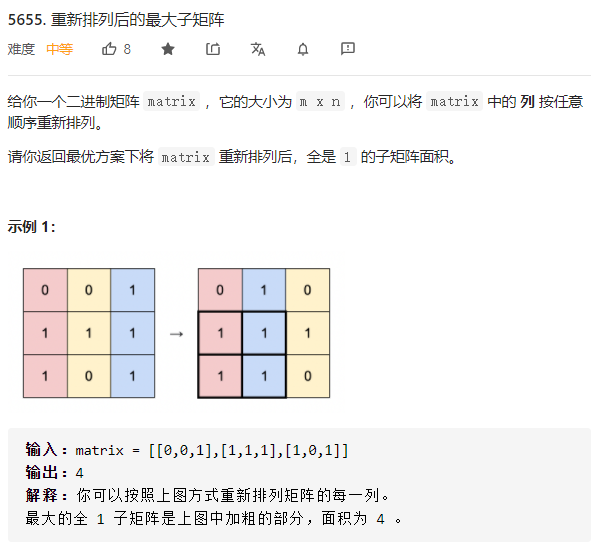 5655. 重新排列后的最大子矩阵
难度 中等 8
给你一个二进制矩阵 matrix ，它的大小为 m x n ，你可以将 matrix 中的 列 按任意
顺序重新排列。
请你返回最优方案下将 matrix 重新排列后，全是 1 的子矩阵面积。
示例 1：
0 0 1 0 1 0
1 1 1 → 1 1 1
1 0 1 1 1 0
输入：matrix = [[0,0,1],[1,1,1],[1,0,1]]
输出：4
解释：你可以按照上图方式重新排列矩阵的每一列。
最大的全 1 子矩阵是上图中加粗的部分，面积为 4 。